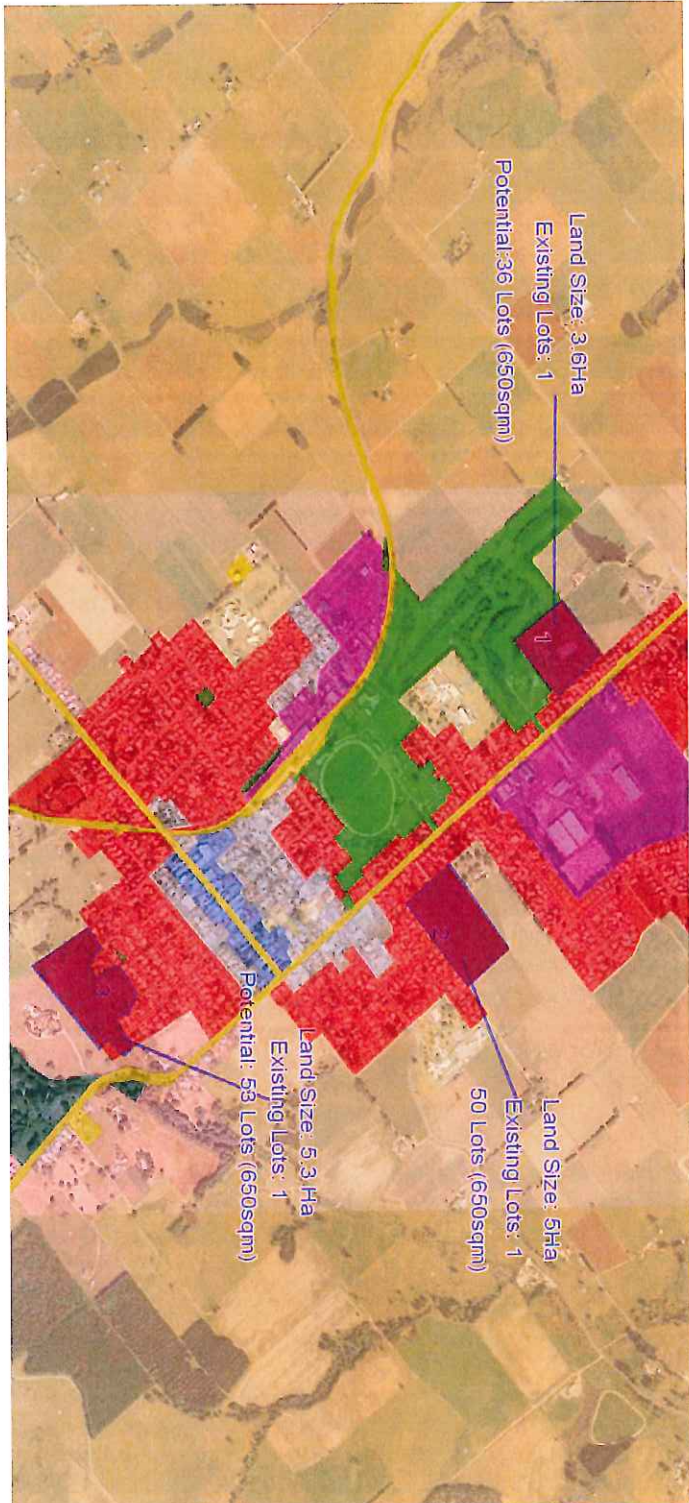 Land Size: 3.6Ha
Existing Lots: 1
Potential:36 Lots (650sqm)
1
Land Size: 5Ha
Existing Lots: 1
50 Lots (650sqm)
2
Land Size: 5.3 Ha
Existing Lots: 1
Potential: 53 Lots (650sqm)
3